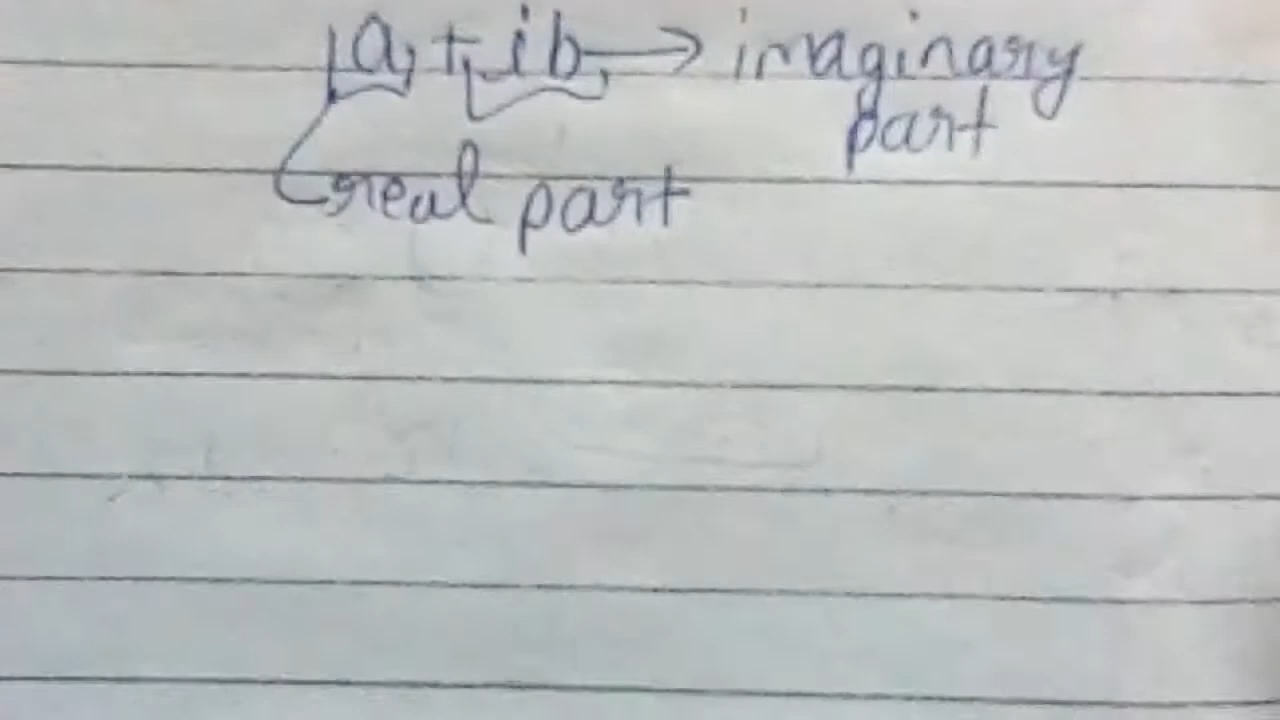 a + ib → imaginary
part
real part